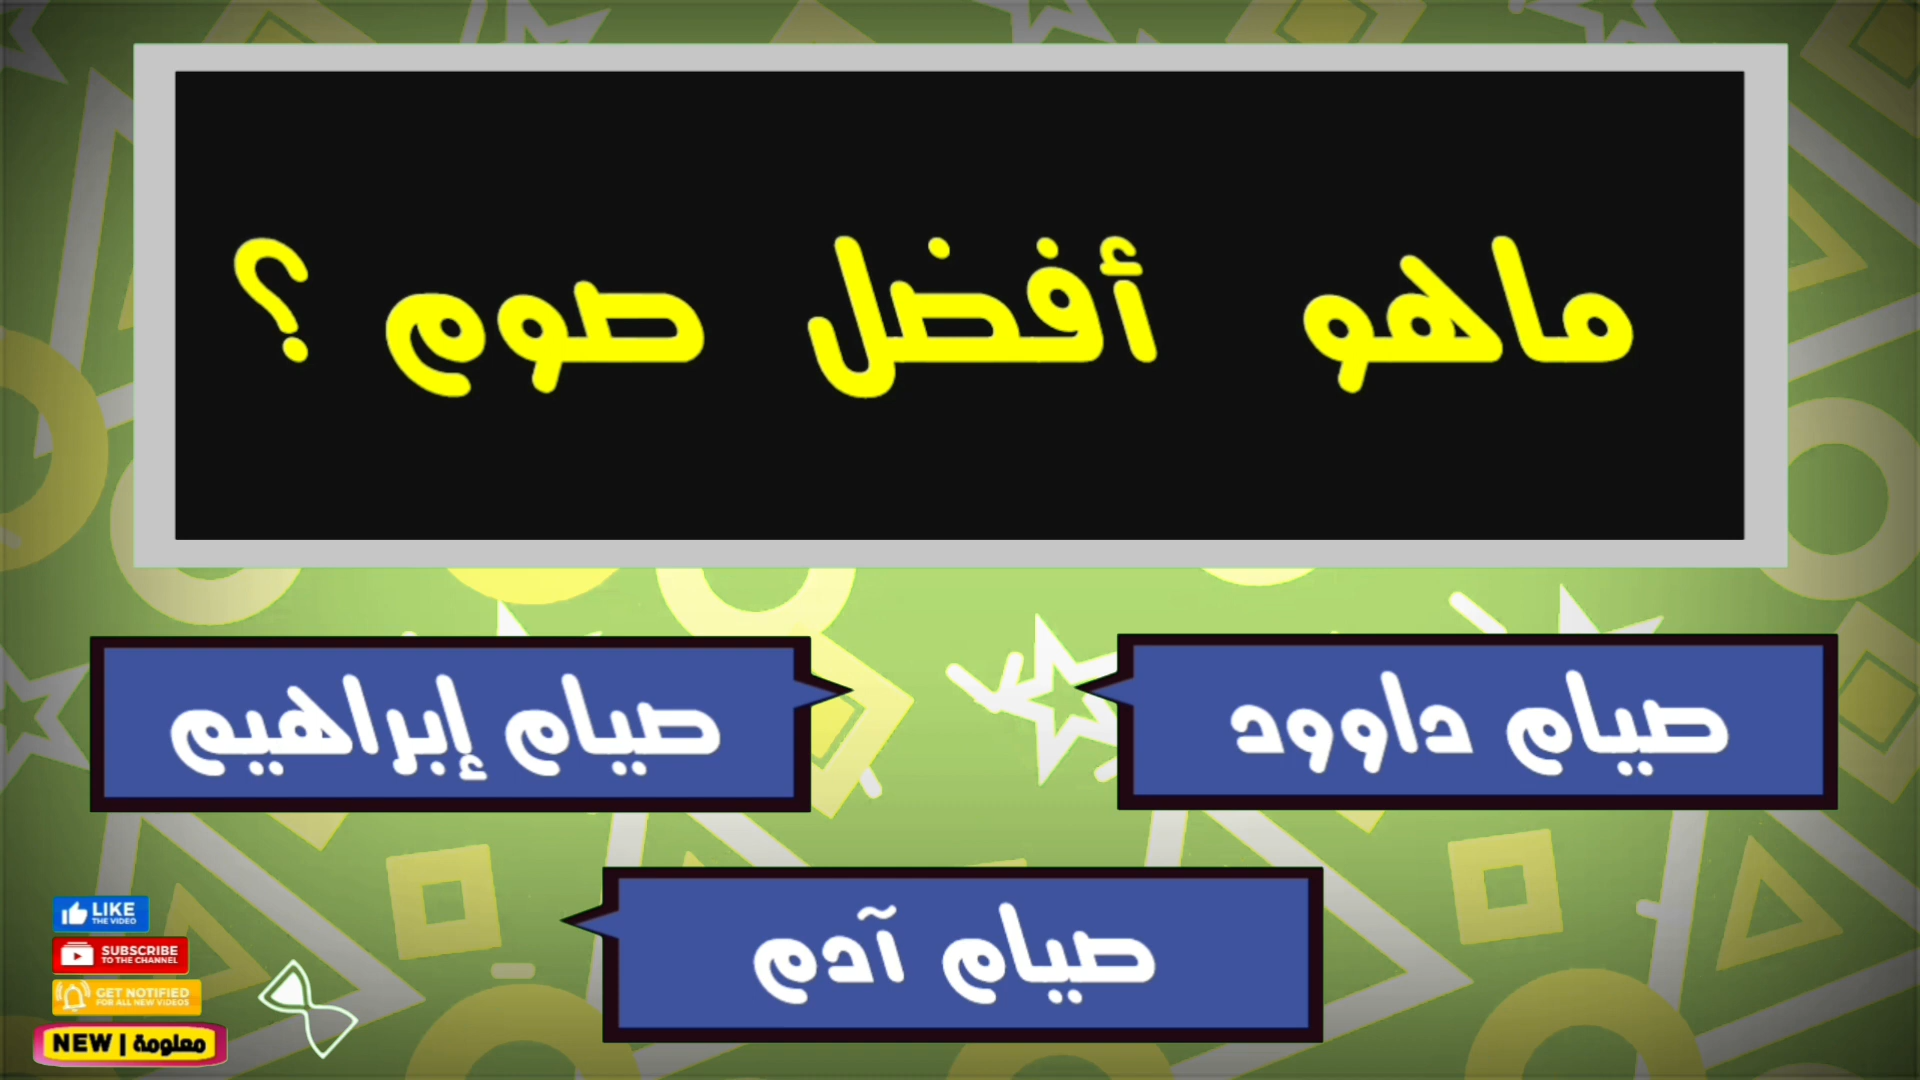 ماهو أفضل صوم ؟
صيام داوود
صيام إبراهيم
صيام آدم
LIKE
THE VIDEO
SUBSCRIBE
TO THE CHANNEL
GET NOTIFIED
FOR ALL NEW VIDEOS
معلومة | NEW